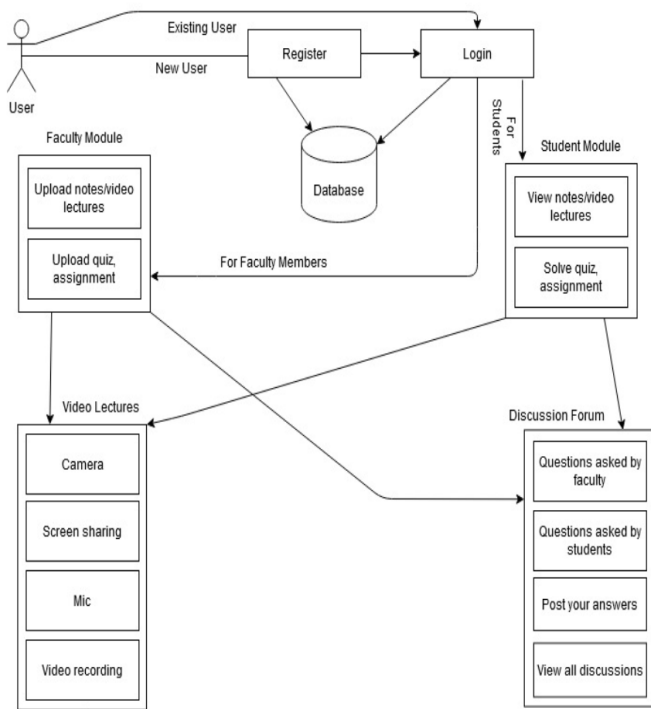 Existing User
Register
Login
New User
User
For
Students
Faculty Module
Student Module
Upload notes/video
lectures
Database
View notes/video
lectures
Upload quiz,
assignment
For Faculty Members
Solve quiz,
assignment
Video Lectures
Discussion Forum
Camera
Questions asked by
faculty
Screen sharing
Questions asked by
students
Mic
Post your answers
Video recording
View all discussions